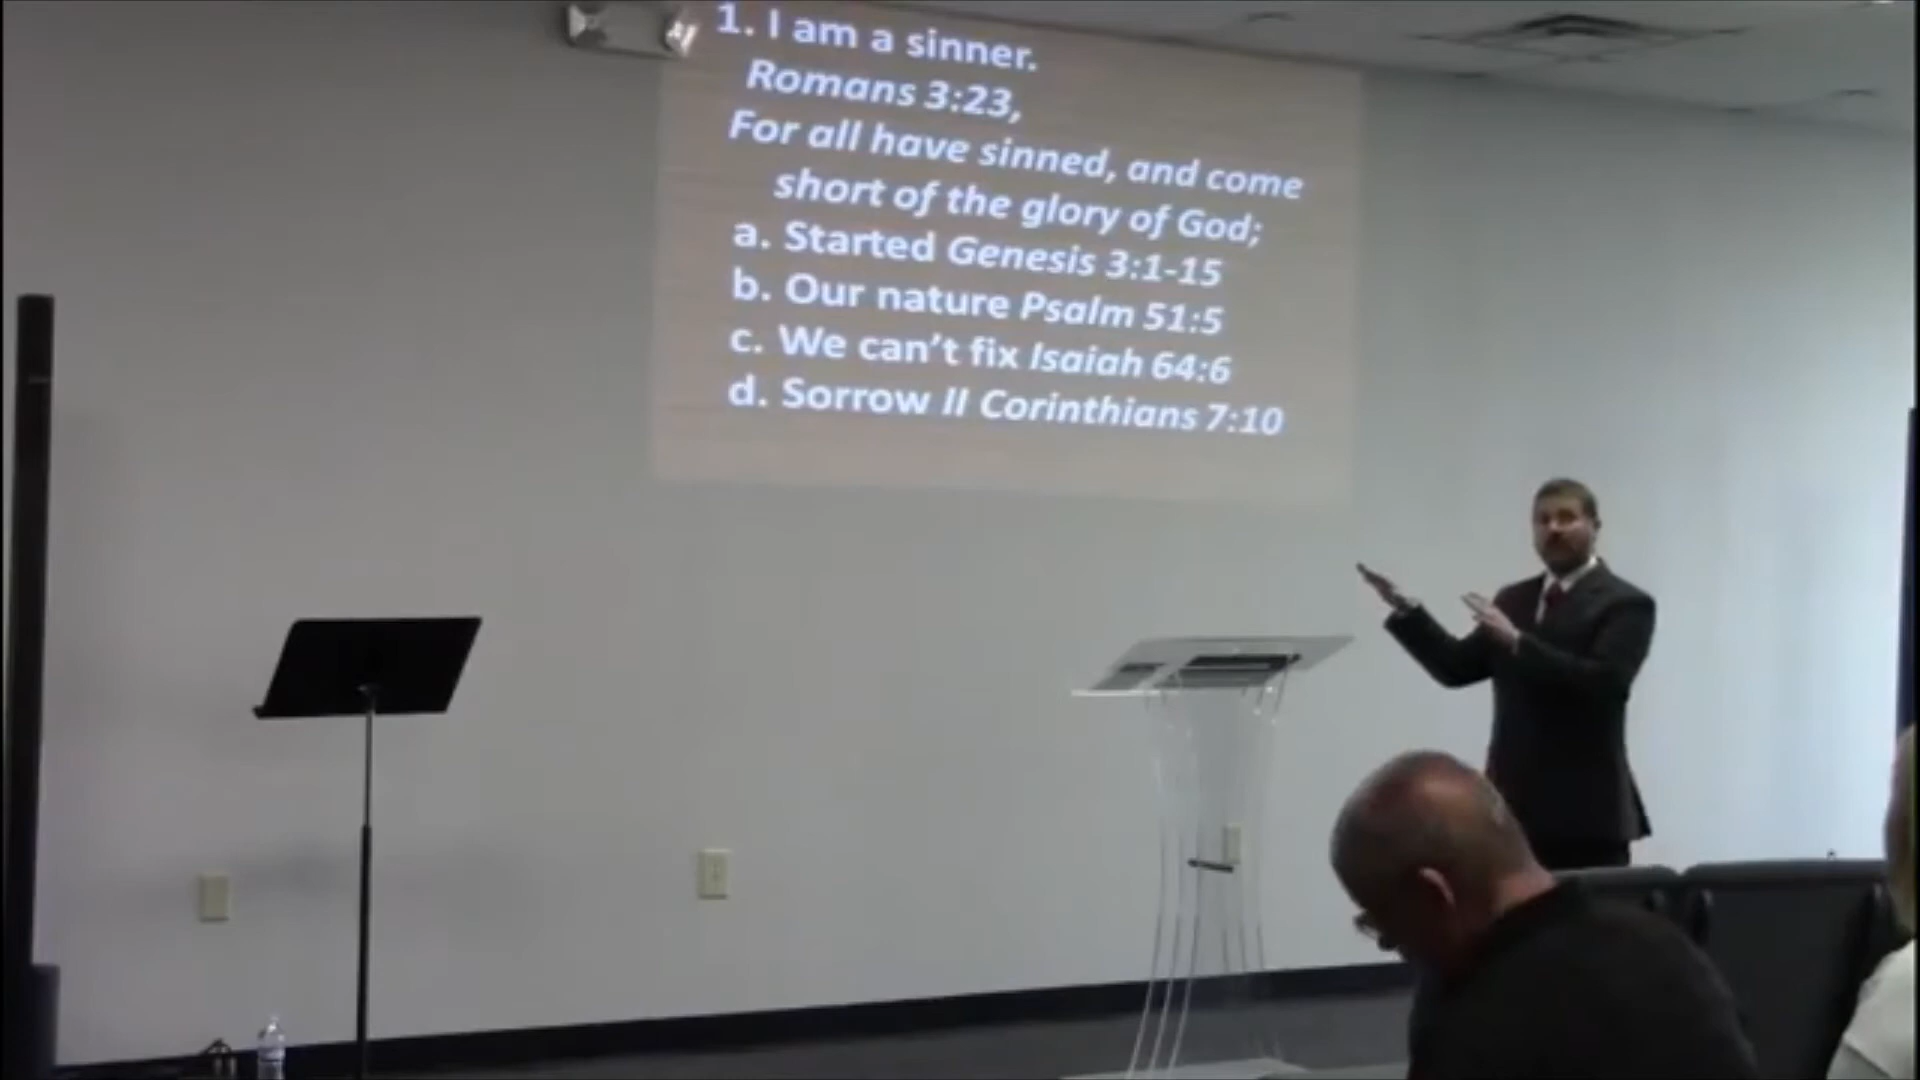 1. I am a sinner.
Romans 3:23,
For all have sinned, and come
short of the glory of God;
a. Started Genesis 3:1-15
b. Our nature Psalm 51:5
c. We can't fix Isaiah 64:6
d. Sorrow II Corinthians 7:10